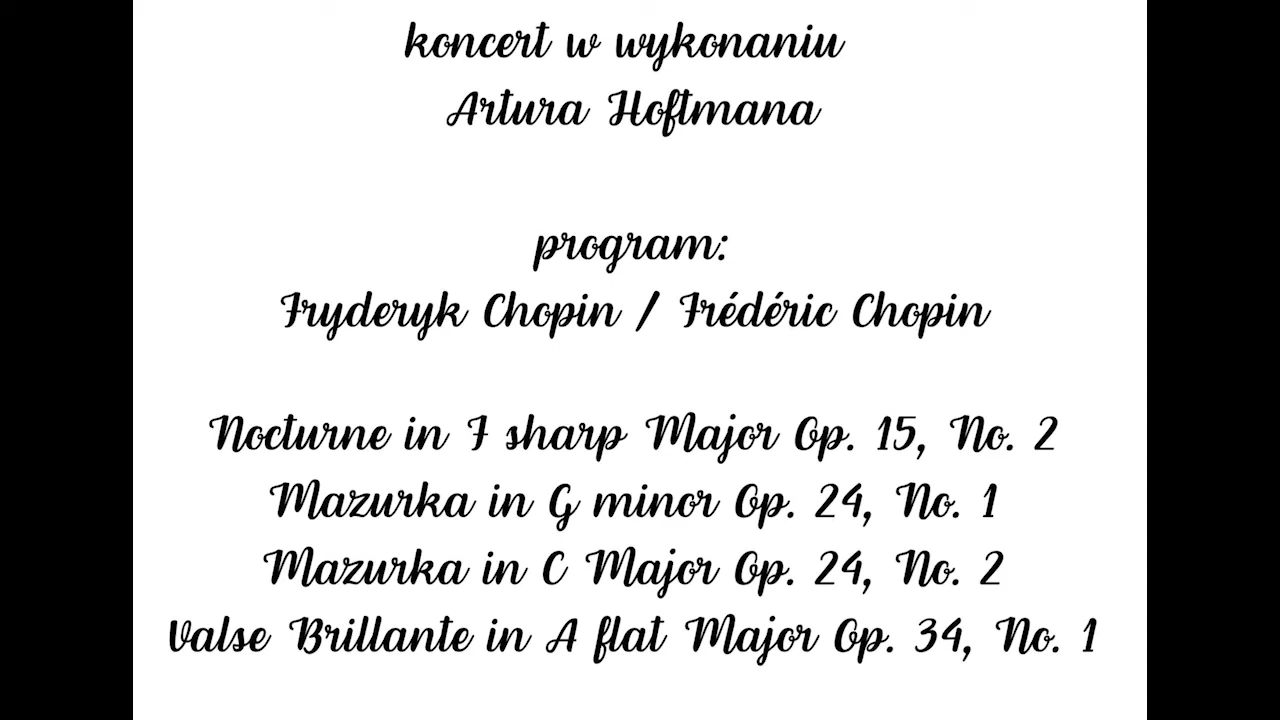 koncert w wykonaniu
Artura Hoftmana
program:
Fryderyk Chopin / Frédéric Chopin
Nocturne in F sharp Major Op. 15, No. 2
Mazurka in G minor Op. 24, No. 1
Mazurka in C Major Op. 24, No. 2
Valse Brillante in A flat Major Op. 34, No. 1